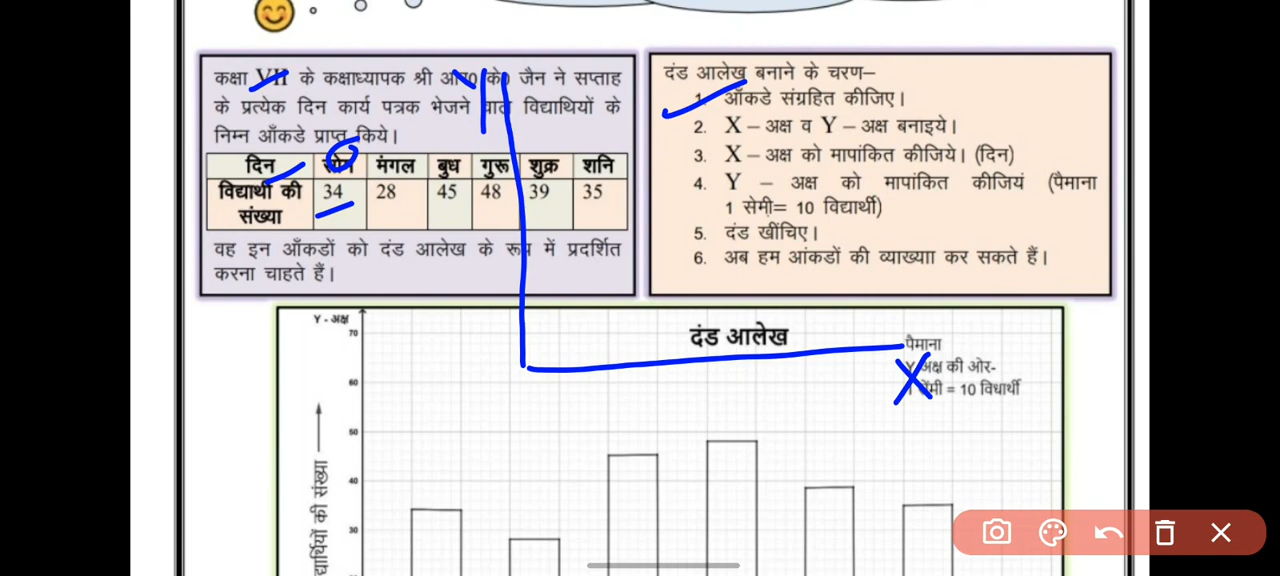 कक्षा VII के कक्षाध्यापक श्री आर0 के0 जैन ने सप्ताह
के प्रत्येक दिन कार्य पत्रक भेजने वाले विद्याथियों के
निम्न आँकडे प्राप्त किये।
दिन सोम मंगल बुध गुरू शुक्र शनि
विद्यार्थी की 34 28 45 48 39 35
संख्या
वह इन आँकडों को दंड आलेख के रूप में प्रदर्शित
करना चाहते हैं।
दंड आलेख बनाने के चरण–
1. आँकडे संग्रहित कीजिए।
2. X – अक्ष व Y – अक्ष बनाइये।
3. X – अक्ष को मापांकित कीजिये। (दिन)
4. Y – अक्ष को मापांकित कीजियं (पैमाना
1 सेमी= 10 विद्यार्थी)
5. दंड खींचिए।
6. अब हम आंकडों की व्याख्याा कर सकते हैं।
Y - अक्ष
दंड आलेख
पैमाना
Y अक्ष की ओर-
1 सेंमी = 10 विधार्थी
70
60
50
40
30
X